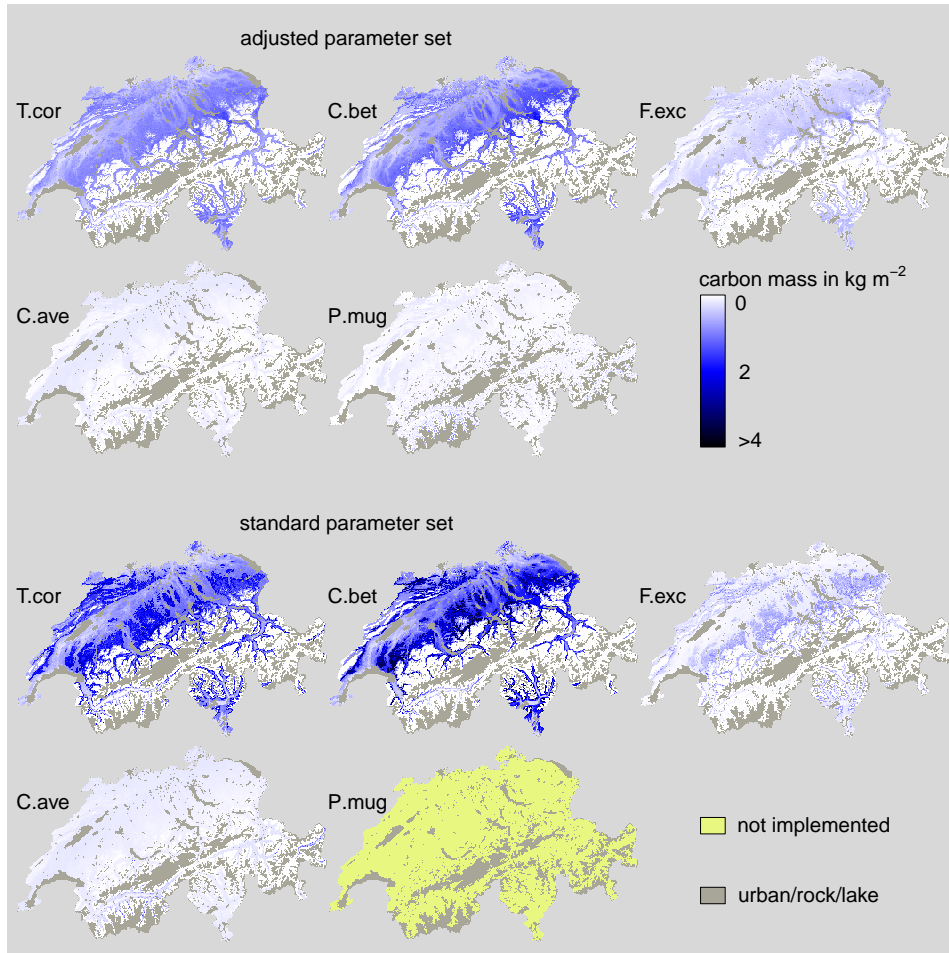 adjusted parameter set
T.cor
C.bet
F.exc
carbon mass in kg m⁻²
C.ave
P.mug
0
2
>4
standard parameter set
T.cor
C.bet
F.exc
C.ave
P.mug
not implemented
urban/rock/lake